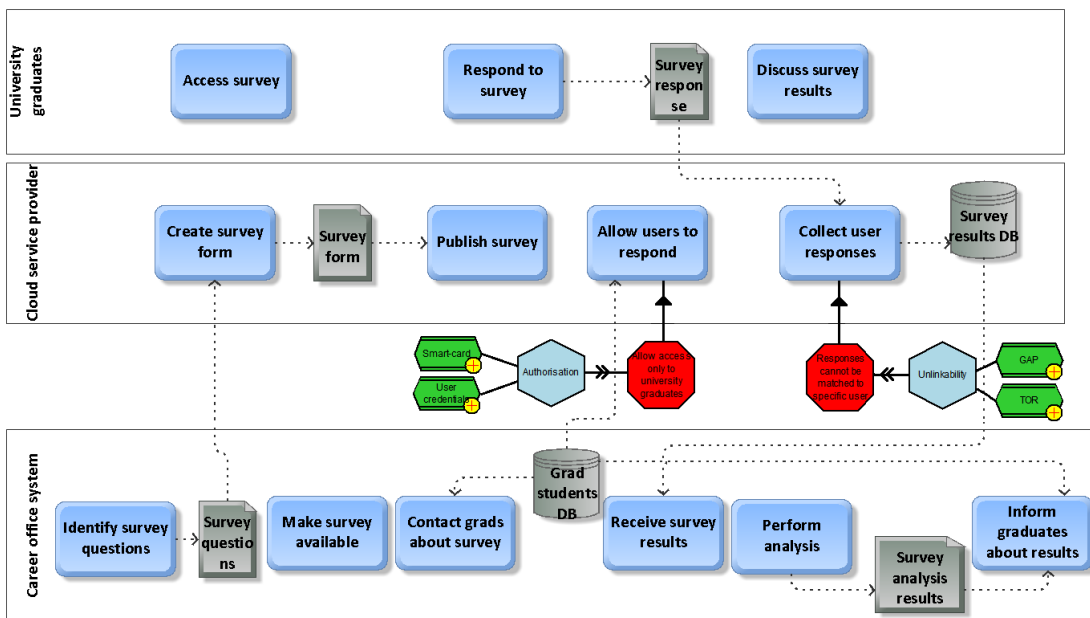 University
graduates
Access survey
Respond to
survey
Survey
respon
se
Discuss survey
results
Cloud service provider
Create survey
form
Survey
form
Publish survey
Allow users to
respond
Collect user
responses
Survey
results DB
Smart-card
User
credentials
Authorisation
Allow access
only to
university
graduates
Responses
cannot be
matched to
specific user
Unlinkability
GAP
TOR
Career office system
Identify survey
questions
Survey
questio
ns
Make survey
available
Contact grads
about survey
Grad
students
DB
Receive survey
results
Perform
analysis
Survey
analysis
results
Inform
graduates
about results